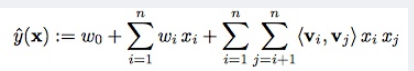 ŷ(𝐱) := w₀ + ∑ᵢ₌₁ⁿ wᵢ xᵢ + ∑ᵢ₌₁ⁿ ∑ⱼ₌ᵢ₊₁ⁿ ⟨𝐯ᵢ, 𝐯ⱼ⟩ xᵢ xⱼ